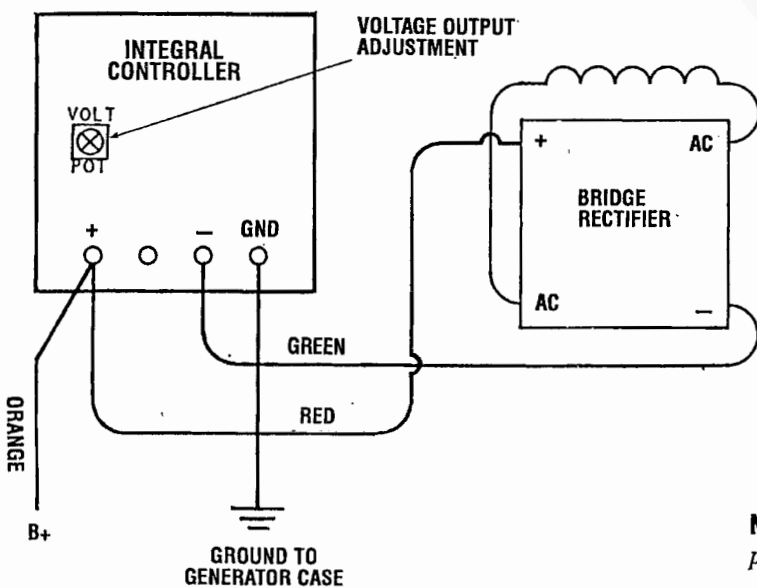 VOLTAGE OUTPUT
ADJUSTMENT
INTEGRAL
CONTROLLER
VOLT
POT
+
AC
BRIDGE
RECTIFIER
+
–
GND
AC
–
GREEN
RED
ORANGE
B+
GROUND TO
GENERATOR CASE